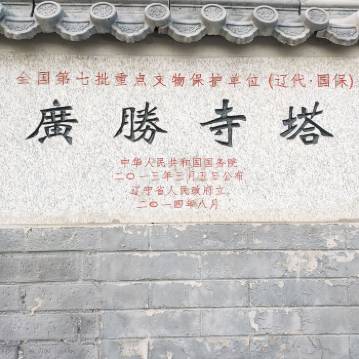 全国第七批重点文物保护单位(辽代·国保)
廣勝寺塔
中华人民共和国国务院
二〇一三年三月五日公布
辽宁省人民政府立
二〇一四年八月